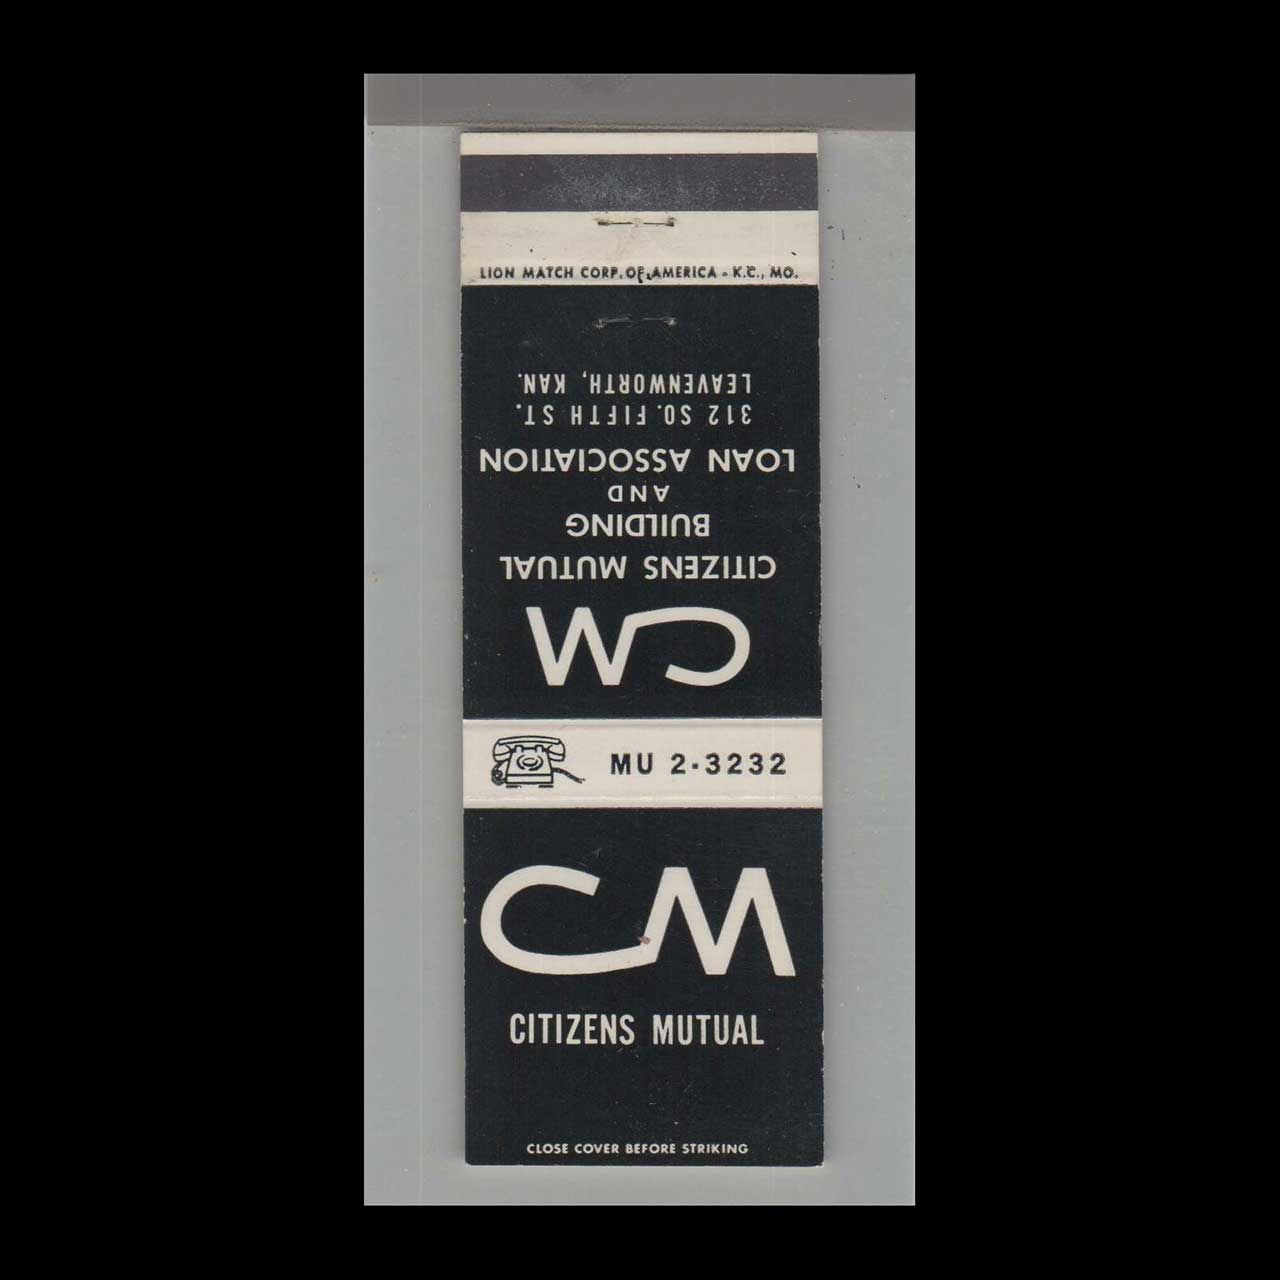 LION MATCH CORP. OF AMERICA - K.C., MO.
CM
CITIZENS MUTUAL
BUILDING
AND
LOAN ASSOCIATION
312 SO. FIFTH ST.
LEAVENWORTH, KAN.
MU 2-3232
CM
CITIZENS MUTUAL
CLOSE COVER BEFORE STRIKING